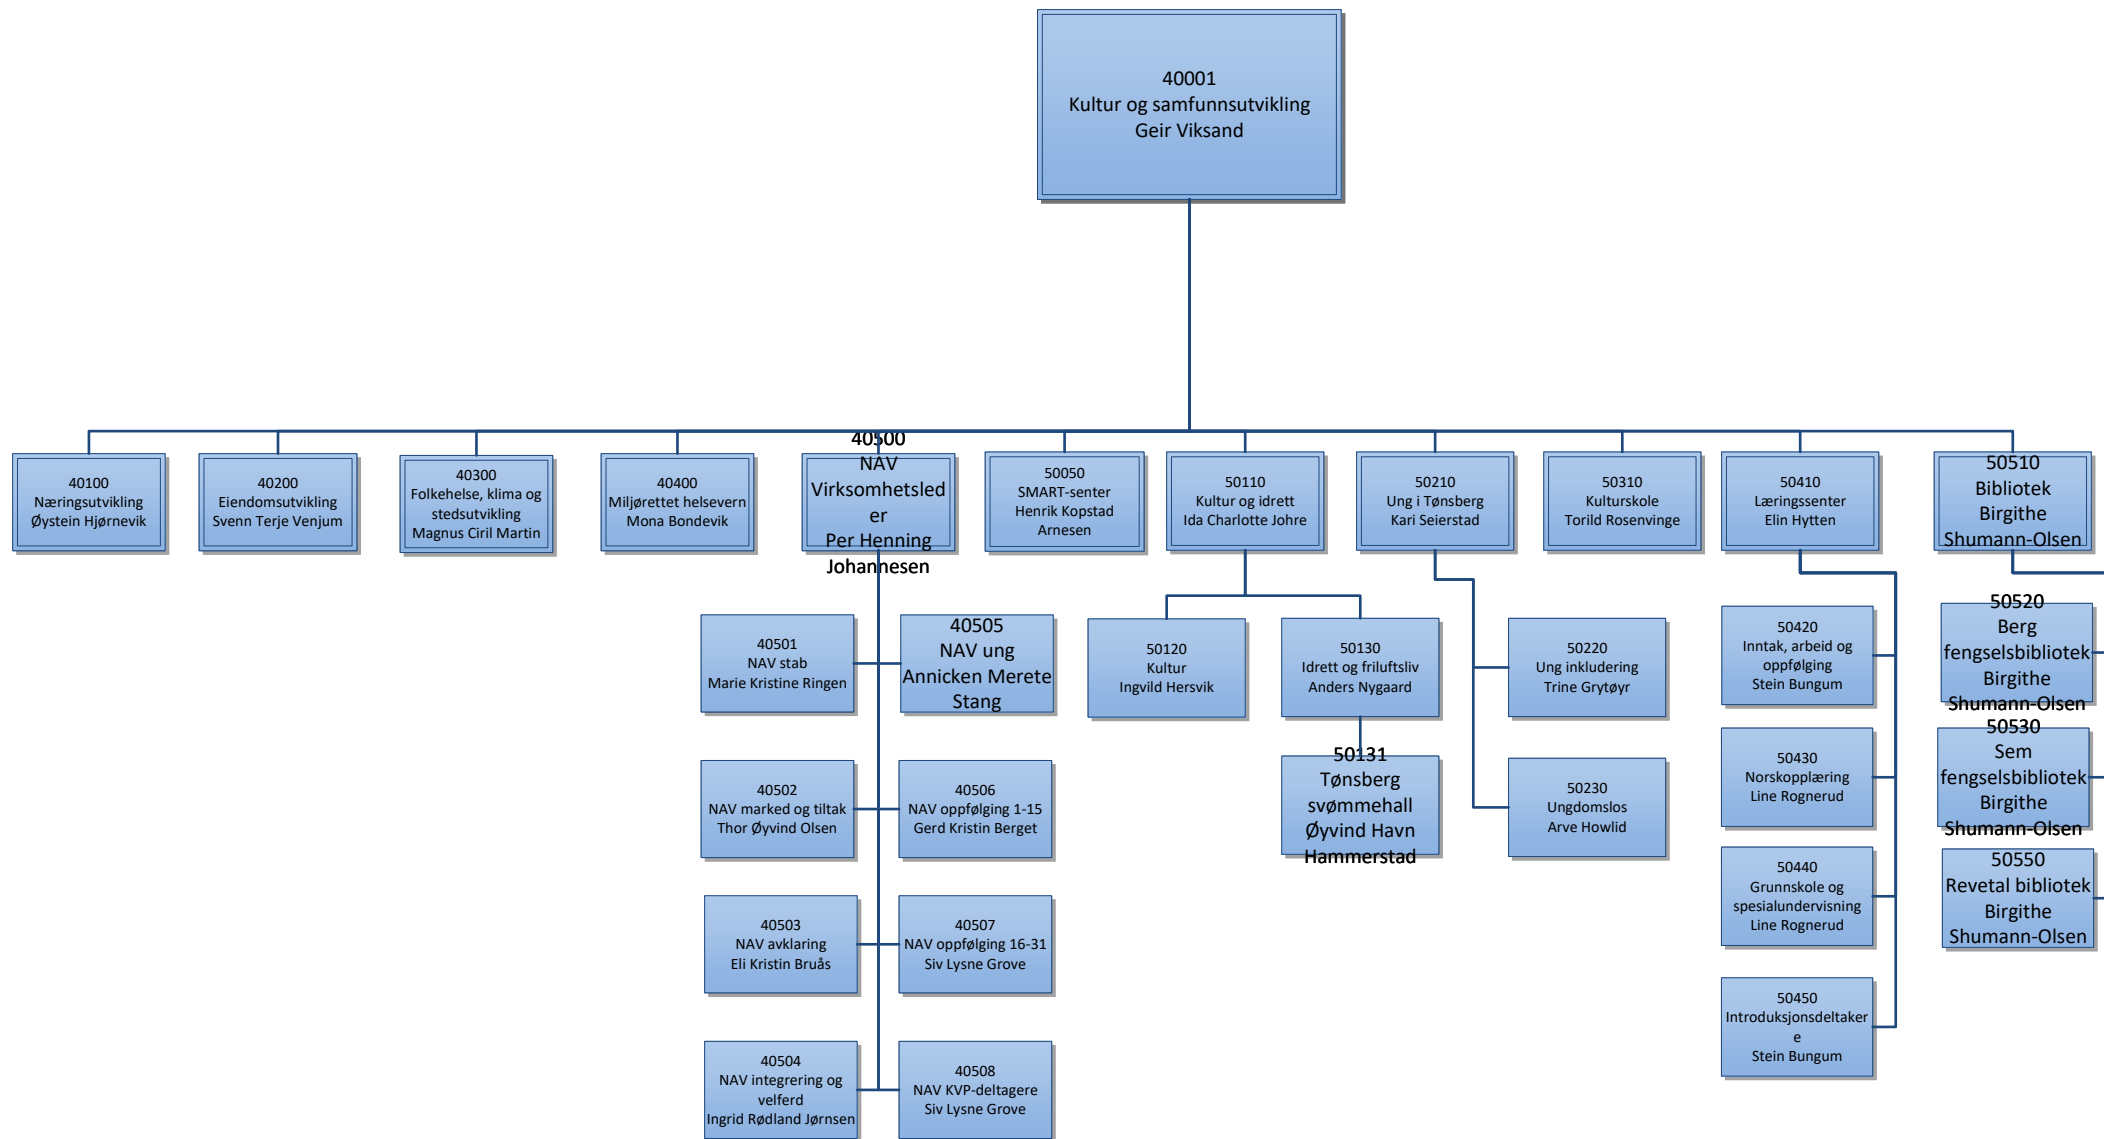 40001
Kultur og samfunnsutvikling
Geir Viksand
40100
Næringsutvikling
Øystein Hjørnevik
40200
Eiendomsutvikling
Svenn Terje Venjum
40300
Folkehelse, klima og
stedsutvikling
Magnus Ciril Martin
40400
Miljørettet helsevern
Mona Bondevik
40500
NAV
Virksomhetsled
er
Per Henning
Johannesen
50050
SMART-senter
Henrik Kopstad
Arnesen
50110
Kultur og idrett
Ida Charlotte Johre
50210
Ung i Tønsberg
Kari Seierstad
50310
Kulturskole
Torild Rosenvinge
50410
Læringssenter
Elin Hytten
50510
Bibliotek
Birgithe
Shumann-Olsen
40501
NAV stab
Marie Kristine Ringen
40505
NAV ung
Annicken Merete
Stang
50120
Kultur
Ingvild Hersvik
50130
Idrett og friluftsliv
Anders Nygaard
50220
Ung inkludering
Trine Grytøyr
50420
Inntak, arbeid og
oppfølging
Stein Bungum
50520
Berg
fengselsbibliotek
Birgithe
Shumann-Olsen
40502
NAV marked og tiltak
Thor Øyvind Olsen
40506
NAV oppfølging 1-15
Gerd Kristin Berget
50131
Tønsberg
svømmehall
Øyvind Havn
Hammerstad
50230
Ungdomslos
Arve Howlid
50430
Norskopplæring
Line Rognerud
50530
Sem
fengselsbibliotek
Birgithe
Shumann-Olsen
40503
NAV avklaring
Eli Kristin Bruås
40507
NAV oppfølging 16-31
Siv Lysne Grove
50440
Grunnskole og
spesialundervisning
Line Rognerud
50550
Revetal bibliotek
Birgithe
Shumann-Olsen
40504
NAV integrering og
velferd
Ingrid Rødland Jørnsen
40508
NAV KVP-deltagere
Siv Lysne Grove
50450
Introduksjonsdeltaker
e
Stein Bungum